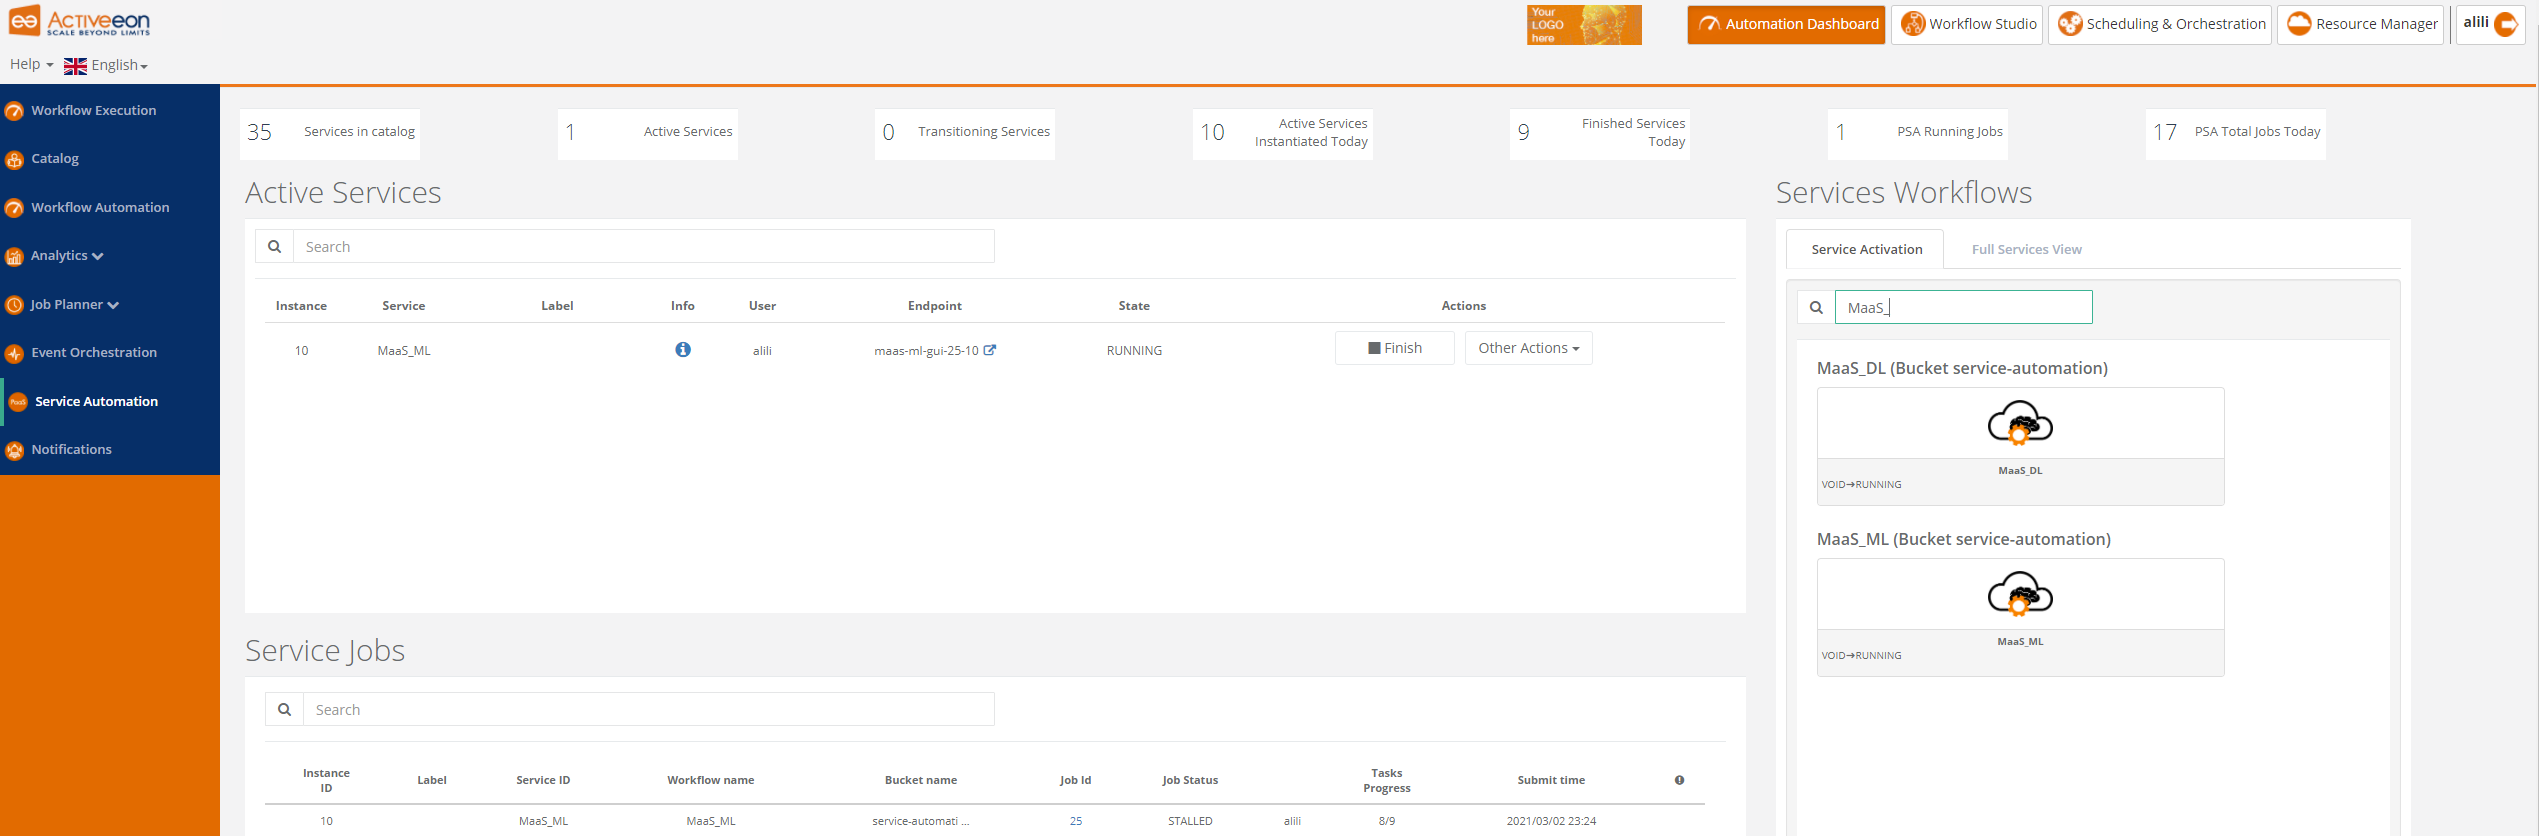 Activeeon
SCALE BEYOND LIMITS
Your LOGO here
Automation Dashboard
Workflow Studio
Scheduling & Orchestration
Resource Manager
alili
Help
English
Workflow Execution
Catalog
Workflow Automation
Analytics
Job Planner
Event Orchestration
PaaS
Service Automation
Notifications
35 Services in catalog
1 Active Services
0 Transitioning Services
10 Active Services Instantiated Today
9 Finished Services Today
1 PSA Running Jobs
17 PSA Total Jobs Today
Active Services
Search
Instance Service Label Info User Endpoint State Actions
10 MaaS_ML alili maas-ml-gui-25-10 RUNNING Finish Other Actions
Service Jobs
Search
Instance ID Label Service ID Workflow name Bucket name Job Id Job Status Tasks Progress Submit time
10 MaaS_ML MaaS_ML service-automati ... 25 STALLED alili 8/9 2021/03/02 23:24
Services Workflows
Service Activation Full Services View
MaaS_
MaaS_DL (Bucket service-automation)
MaaS_DL
VOID➔RUNNING
MaaS_ML (Bucket service-automation)
MaaS_ML
VOID➔RUNNING